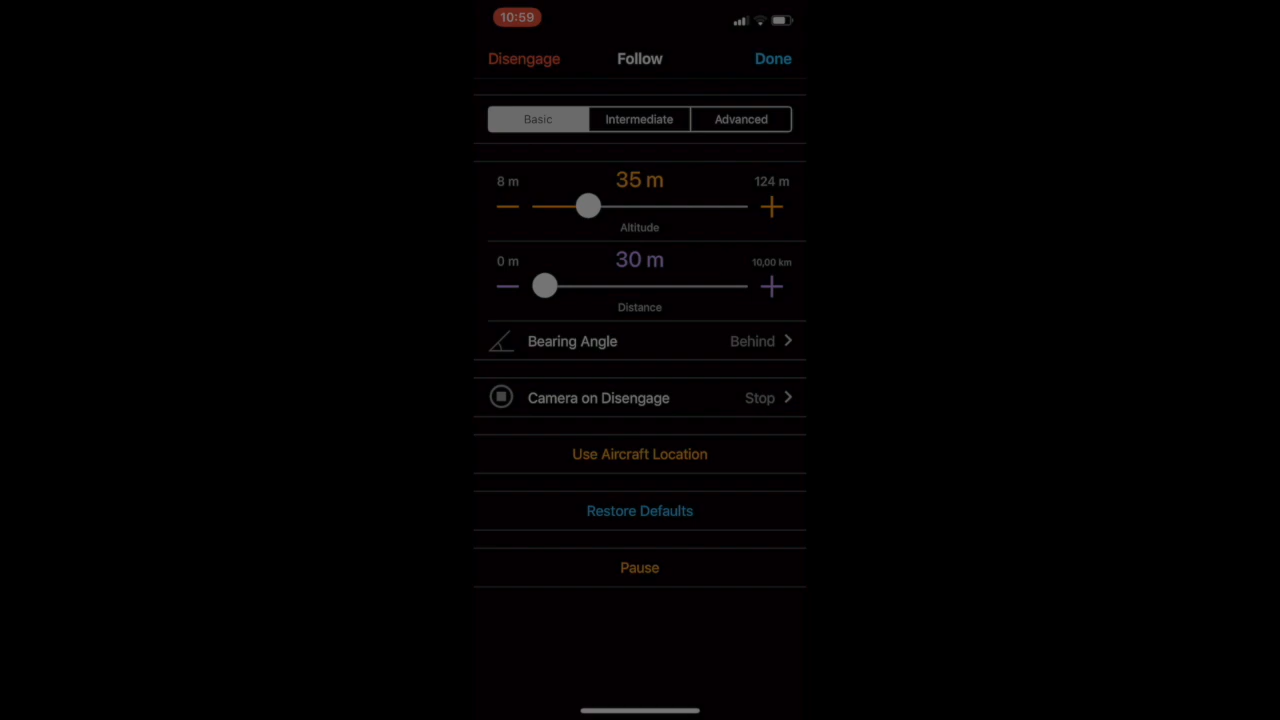 10:59
Disengage Follow Done
Basic Intermediate Advanced
8 m 35 m 124 m
Altitude
0 m 30 m 10,00 km
Distance
Bearing Angle Behind
Camera on Disengage Stop
Use Aircraft Location
Restore Defaults
Pause